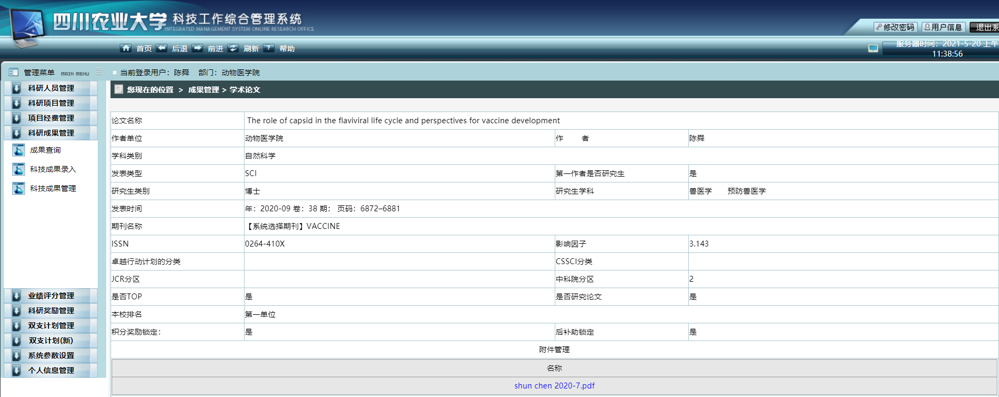 四川农业大学 科技工作综合管理系统
INTEGRATED MANAGEMENT SYSTEM ONLINE RESEARCH OFFICE
修改密码 用户信息 退出系
首页 后退 前进 刷新 帮助
服务器时间：2021-5-20 上午
11:38:56
管理菜单 MAIN MENU
当前登录用户：陈舜 部门：动物医学院
科研人员管理
科研项目管理
项目经费管理
科研成果管理
成果查询
科技成果录入
科技成果管理
业绩评分管理
科研奖励管理
双支计划管理
双支计划(新)
系统参数设置
个人信息管理
您现在的位置 > 成果管理 > 学术论文
论文名称 The role of capsid in the flaviviral life cycle and perspectives for vaccine development
作者单位 动物医学院 作 者 陈舜
学科类别 自然科学
发表类型 SCI 第一作者是否研究生 是
研究生类别 博士 研究生学科 兽医学 预防兽医学
发表时间 年：2020-09 卷：38 期： 页码：6872–6881
期刊名称 【系统选择期刊】VACCINE
ISSN 0264-410X 影响因子 3.143
卓越行动计划的分类 CSSCI分类
JCR分区 中科院分区 2
是否TOP 是 是否研究论文 是
本校排名 第一单位
积分奖励锁定： 是 后补助锁定 是
附件管理
名称
shun chen 2020-7.pdf